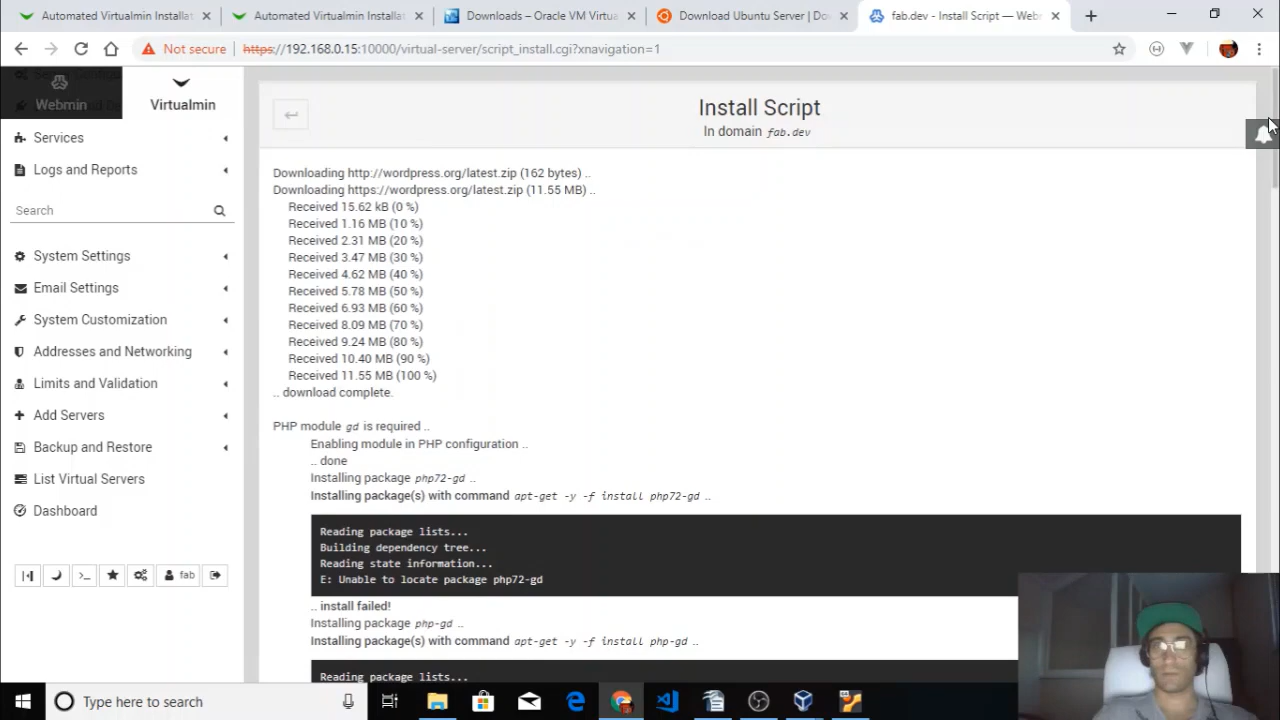 Automated Virtualmin Installat
Automated Virtualmin Installat
Downloads – Oracle VM Virtua
Download Ubuntu Server | Do
fab.dev - Install Script — Web
Not secure
https://192.168.0.15:10000/virtual-server/script_install.cgi?xnavigation=1
Webmin
Virtualmin
Services
Logs and Reports
Search
System Settings
Email Settings
System Customization
Addresses and Networking
Limits and Validation
Add Servers
Backup and Restore
List Virtual Servers
Dashboard
fab
Install Script
In domain fab.dev
Downloading http://wordpress.org/latest.zip (162 bytes) ..
Downloading https://wordpress.org/latest.zip (11.55 MB) ..
Received 15.62 kB (0 %)
Received 1.16 MB (10 %)
Received 2.31 MB (20 %)
Received 3.47 MB (30 %)
Received 4.62 MB (40 %)
Received 5.78 MB (50 %)
Received 6.93 MB (60 %)
Received 8.09 MB (70 %)
Received 9.24 MB (80 %)
Received 10.40 MB (90 %)
Received 11.55 MB (100 %)
.. download complete.
PHP module gd is required ..
Enabling module in PHP configuration ..
.. done
Installing package php72-gd ..
Installing package(s) with command apt-get -y -f install php72-gd ..
Reading package lists...
Building dependency tree...
Reading state information...
E: Unable to locate package php72-gd
.. install failed!
Installing package php-gd ..
Installing package(s) with command apt-get -y -f install php-gd ..
Reading package lists...
Type here to search